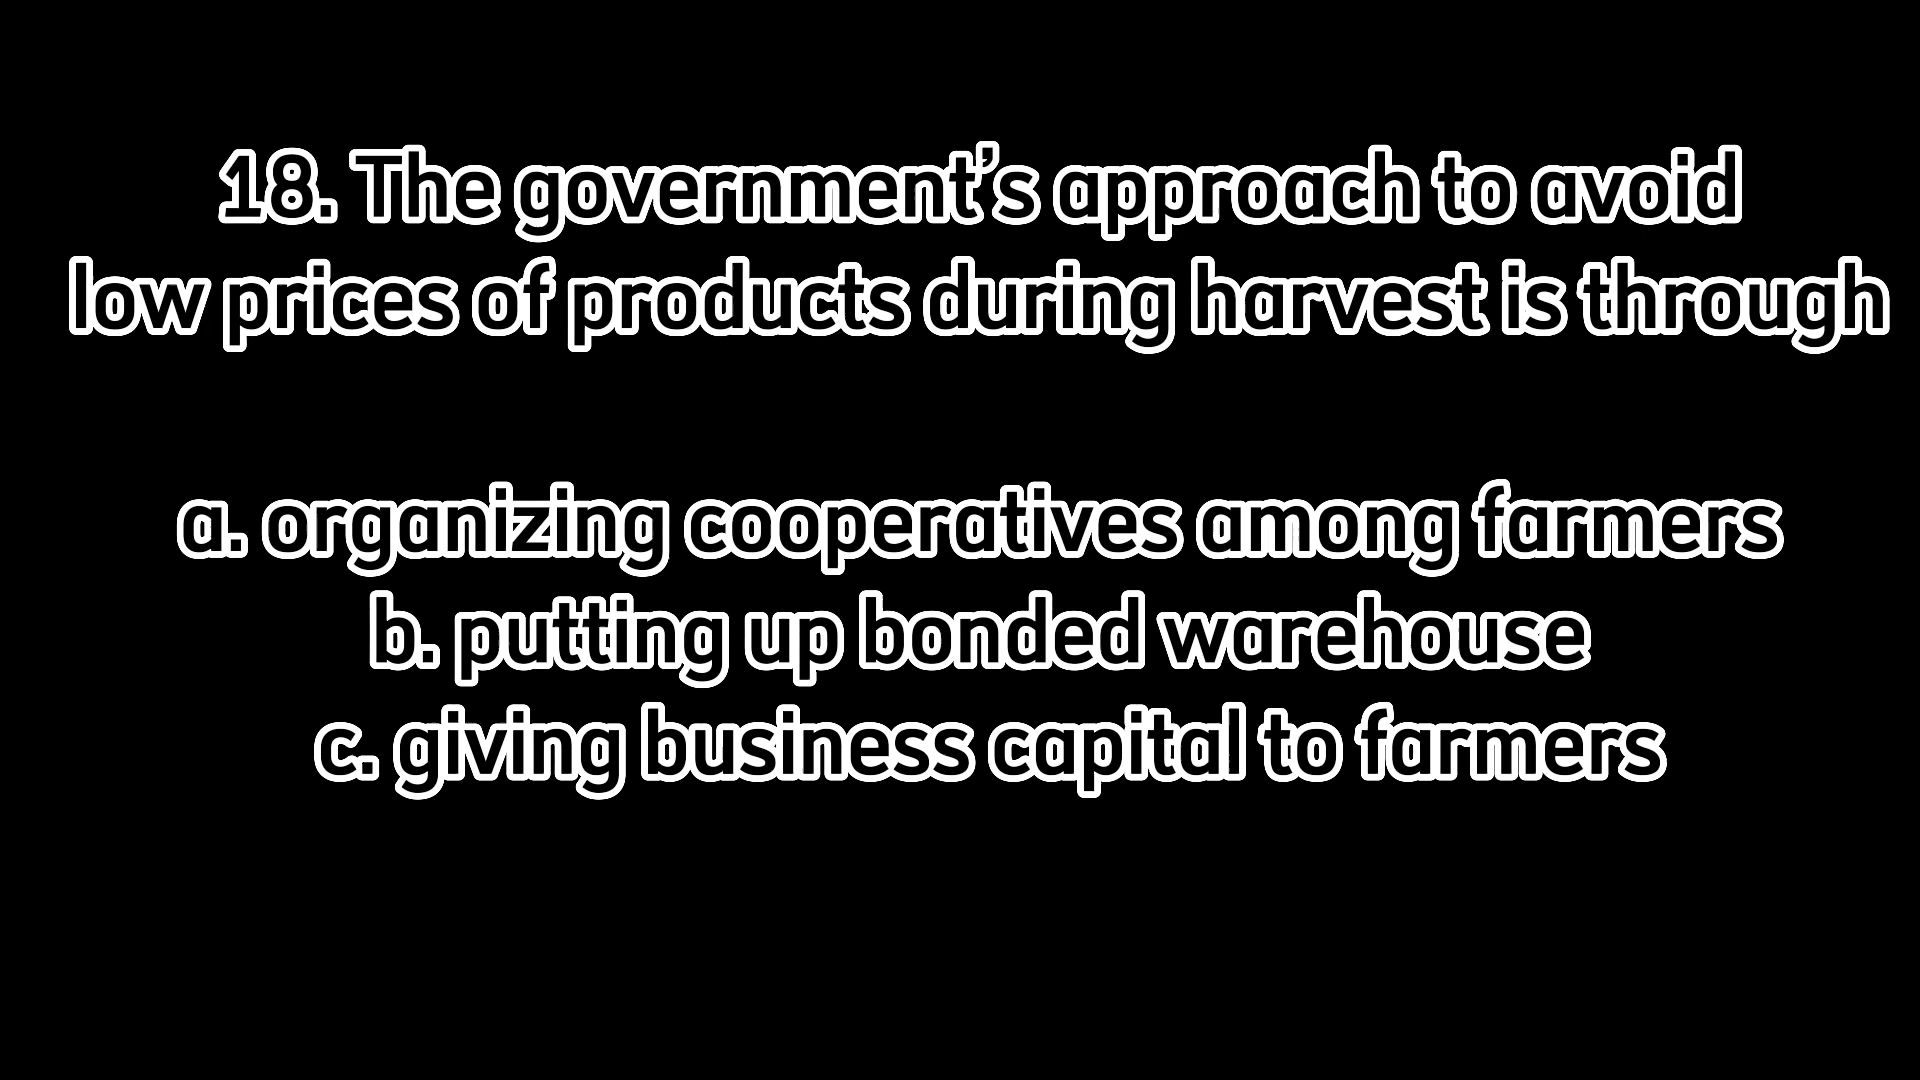 18. The government’s approach to avoid
low prices of products during harvest is through
a. organizing cooperatives among farmers
b. putting up bonded warehouse
c. giving business capital to farmers